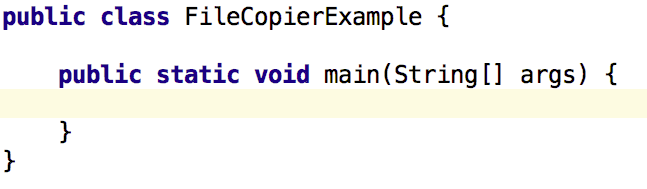 public class FileCopierExample {
    public static void main(String[] args) {
    }
}